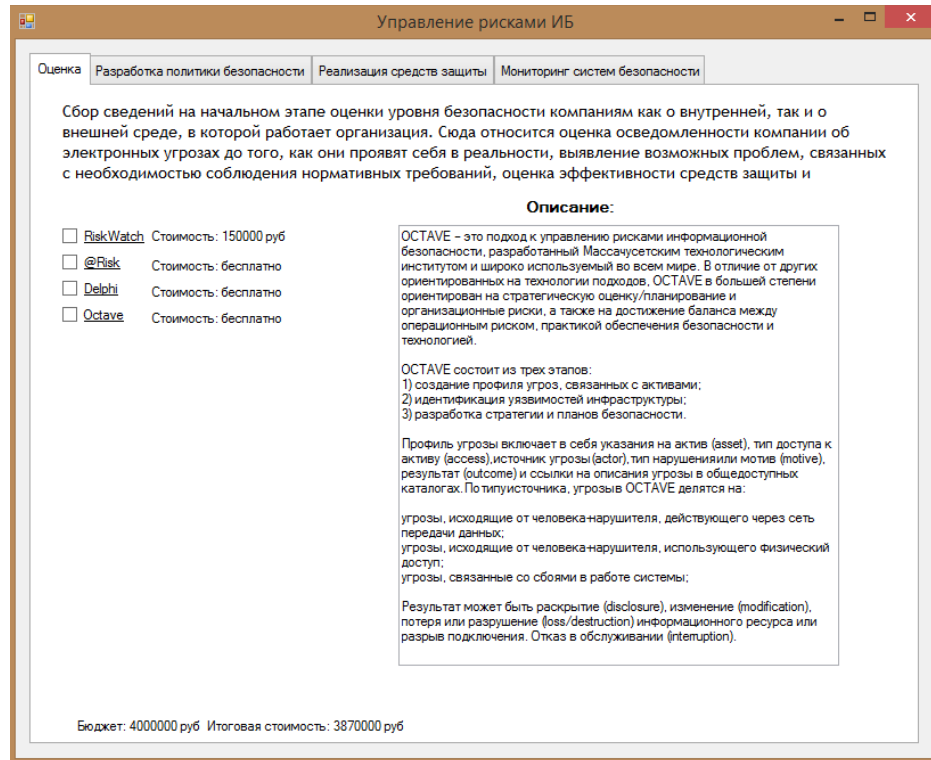 Управление рисками ИБ
Оценка
Разработка политики безопасности
Реализация средств защиты
Мониторинг систем безопасности
Сбор сведений на начальном этапе оценки уровня безопасности компаниям как о внутренней, так и о
внешней среде, в которой работает организация. Сюда относится оценка осведомленности компании об
электронных угрозах до того, как они проявят себя в реальности, выявление возможных проблем, связанных
с необходимостью соблюдения нормативных требований, оценка эффективности средств защиты и
RiskWatch Стоимость: 150000 руб
@Risk Стоимость: бесплатно
Delphi Стоимость: бесплатно
Octave Стоимость: бесплатно
Описание:
OCTAVE – это подход к управлению рисками информационной
безопасности, разработанный Массачусетским технологическим
институтом и широко используемый во всем мире. В отличие от других
ориентированных на технологии подходов, OCTAVE в большей степени
ориентирован на стратегическую оценку/планирование и
организационные риски, а также на достижение баланса между
операционным риском, практикой обеспечения безопасности и
технологией.
OCTAVE состоит из трех этапов:
1) создание профиля угроз, связанных с активами;
2) идентификация уязвимостей инфраструктуры;
3) разработка стратегии и планов безопасности.
Профиль угрозы включает в себя указания на актив (asset), тип доступа к
активу (access),источник угрозы(actor),тип нарушенияили мотив (motive),
результат (outcome) и ссылки на описания угрозы в общедоступных
каталогах.Потипуисточника, угрозыв OCTAVE делятся на:
угрозы, исходящие от человека-нарушителя, действующего через сеть
передачи данных;
угрозы, исходящие от человека-нарушителя, использующего физический
доступ;
угрозы, связанные со сбоями в работе системы;
Результат может быть раскрытие (disclosure), изменение (modification),
потеря или разрушение (loss/destruction) информационного ресурса или
разрыв подключения. Отказ в обслуживании (interruption).
Бюджет: 4000000 руб Итоговая стоимость: 3870000 руб